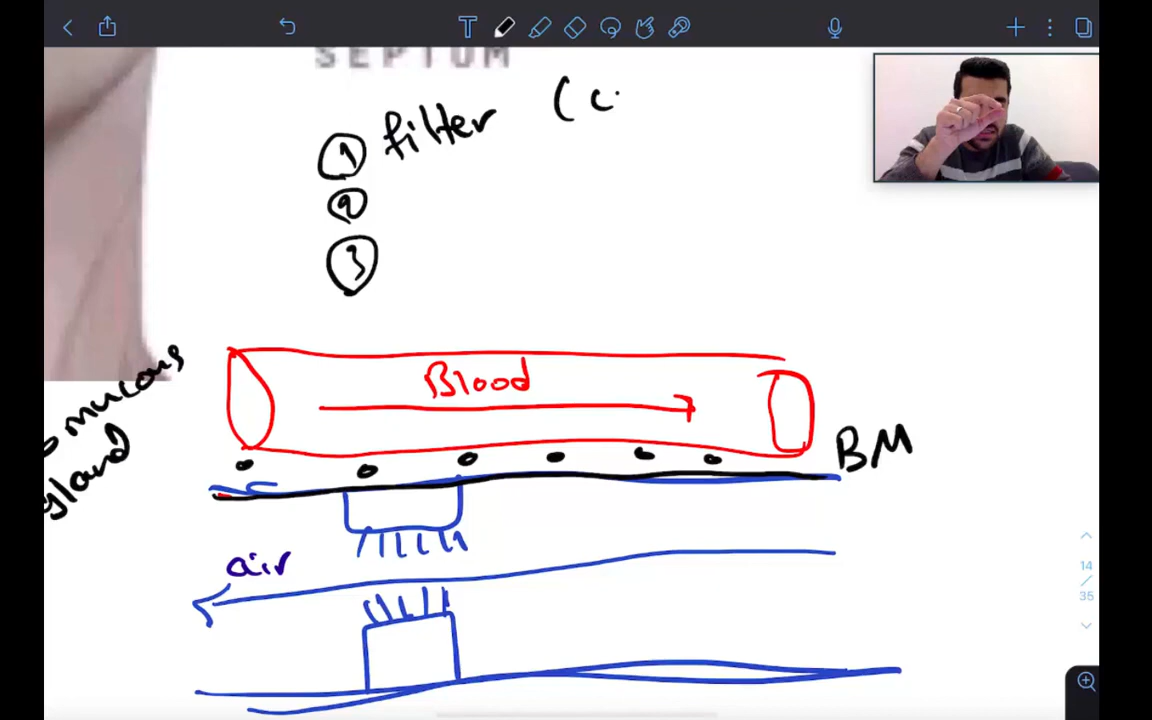 SEPTUM
① filter (c
②
③
mucous
gland
Blood
BM
air
14
/
35